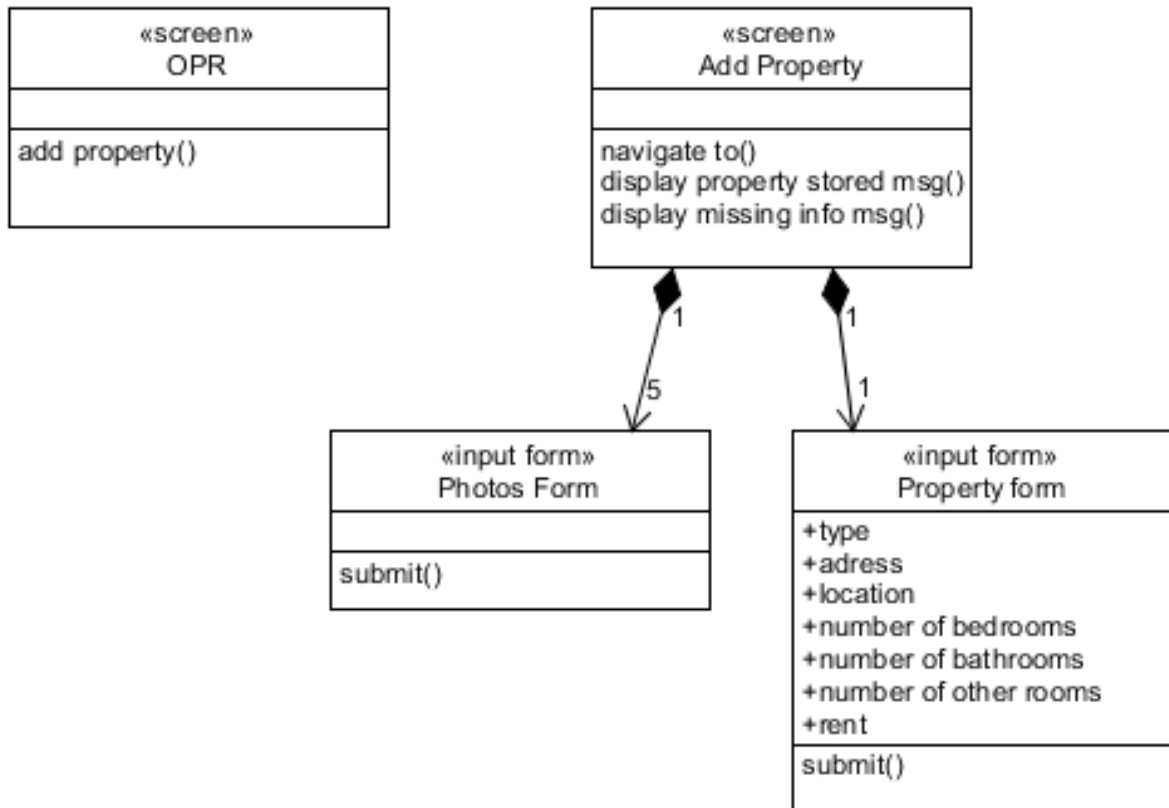 «screen»
OPR
add property()
«screen»
Add Property
navigate to()
display property stored msg()
display missing info msg()
1
5
1
1
«input form»
Photos Form
submit()
«input form»
Property form
+type
+adress
+location
+number of bedrooms
+number of bathrooms
+number of other rooms
+rent
submit()